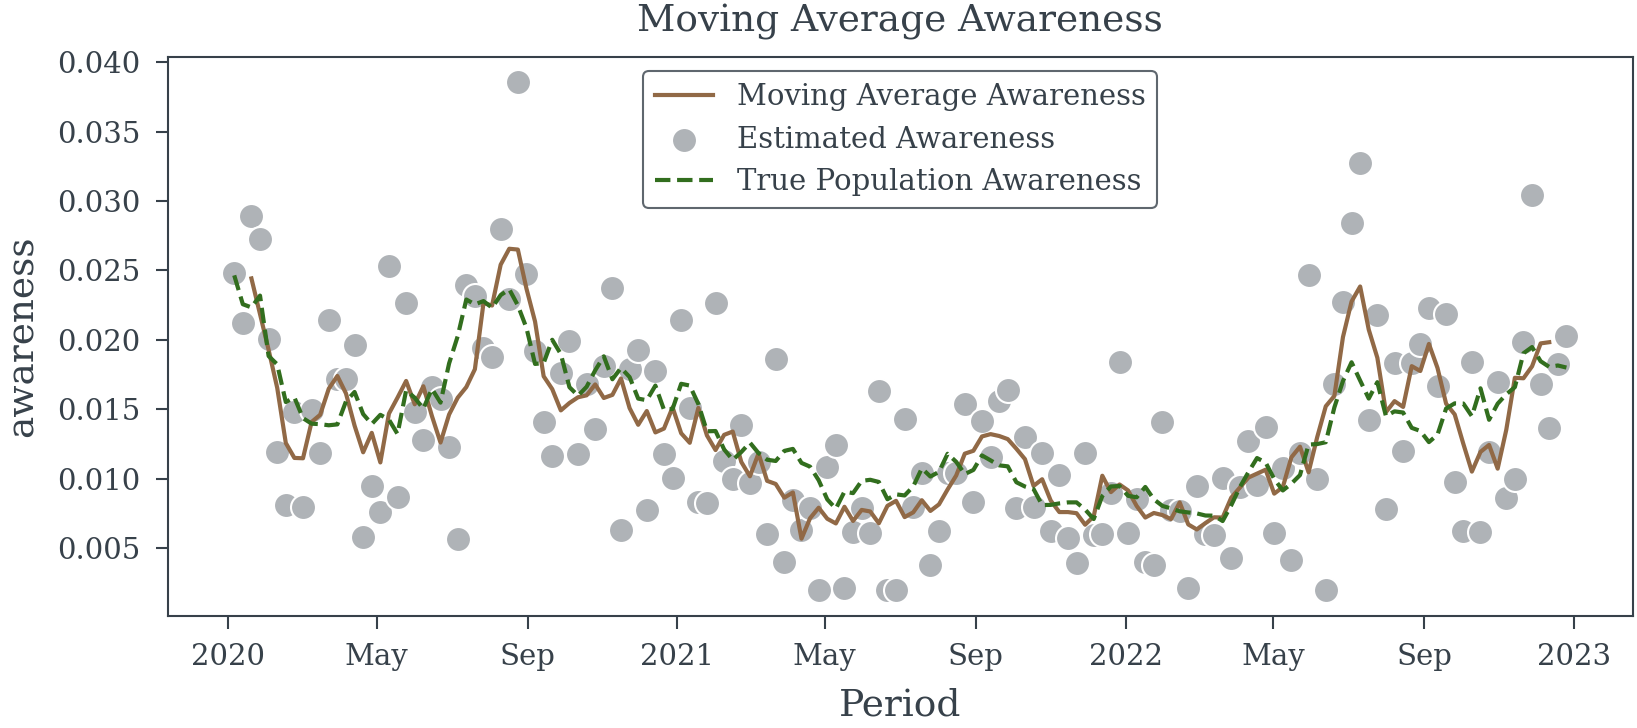 Moving Average Awareness
Moving Average Awareness
Estimated Awareness
True Population Awareness
awareness
0.040
0.035
0.030
0.025
0.020
0.015
0.010
0.005
2020 May Sep 2021 May Sep 2022 May Sep 2023
Period